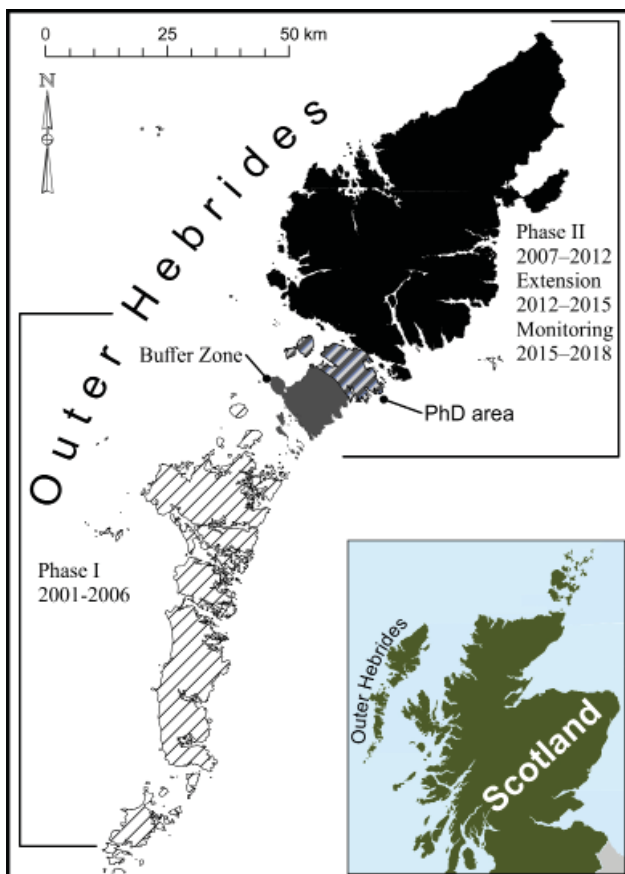 0 25 50 km
N
Outer Hebrides
Phase II
2007–2012
Extension
2012–2015
Monitoring
2015–2018
Buffer Zone
PhD area
Phase I
2001-2006
Outer Hebrides
Scotland